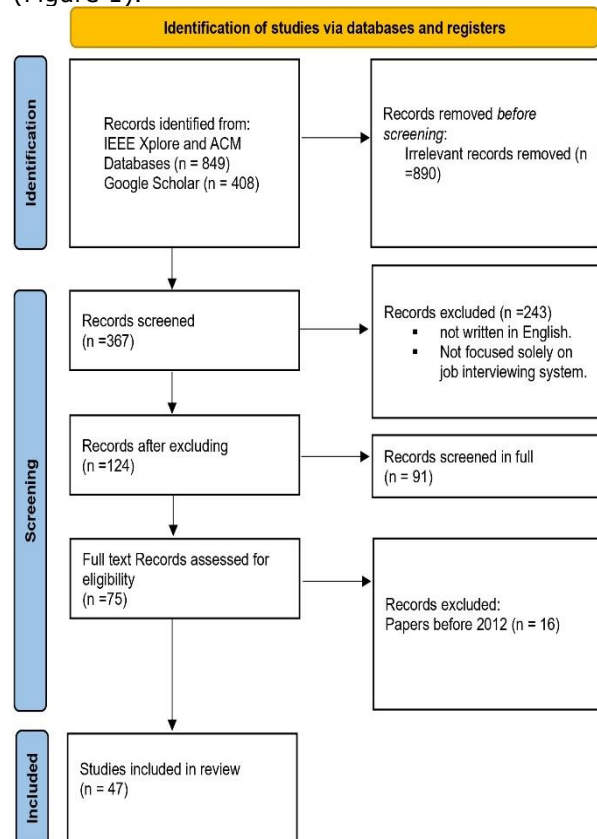 (Figure 1).
Identification of studies via databases and registers
Identification
Records identified from:
IEEE Xplore and ACM
Databases (n = 849)
Google Scholar (n = 408)
Records removed before
screening:
Irrelevant records removed (n
=890)
Screening
Records screened
(n =367)
Records excluded (n =243)
▪ not written in English.
▪ Not focused solely on
job interviewing system.
Records after excluding
(n =124)
Records screened in full
(n = 91)
Full text Records assessed for
eligibility
(n =75)
Records excluded:
Papers before 2012 (n = 16)
Included
Studies included in review
(n = 47)